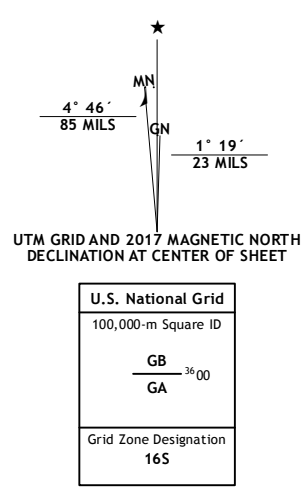 ★
MN
4° 46´
85 MILS
GN
1° 19´
23 MILS
UTM GRID AND 2017 MAGNETIC NORTH
DECLINATION AT CENTER OF SHEET
U.S. National Grid
100,000-m Square ID
GB
3600
GA
Grid Zone Designation
16S